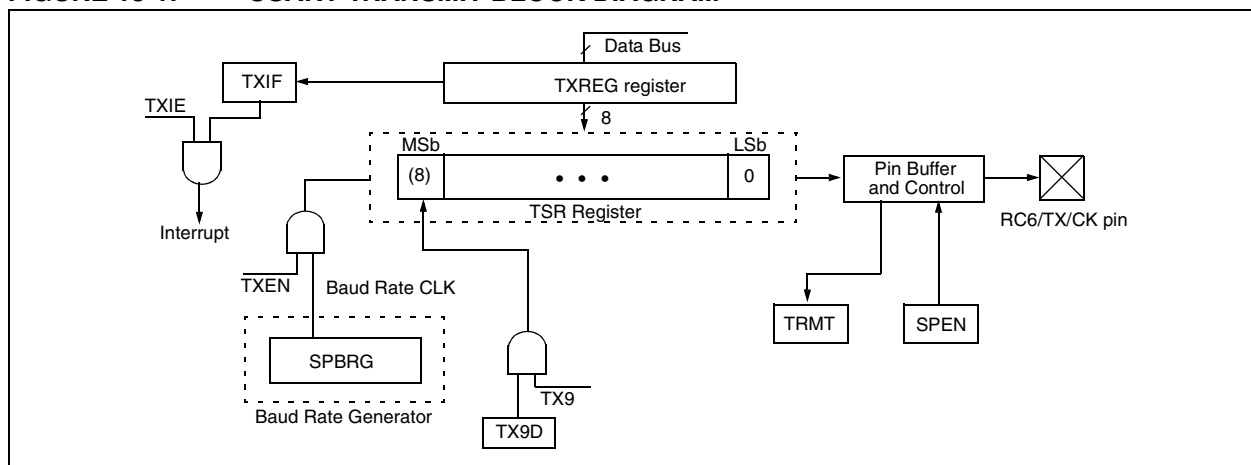 Data Bus
TXIF
TXREG register
TXIE
8
MSb
LSb
(8)
• • •
0
Pin Buffer
and Control
TSR Register
Interrupt
RC6/TX/CK pin
TXEN
Baud Rate CLK
TRMT
SPEN
SPBRG
TX9
Baud Rate Generator
TX9D